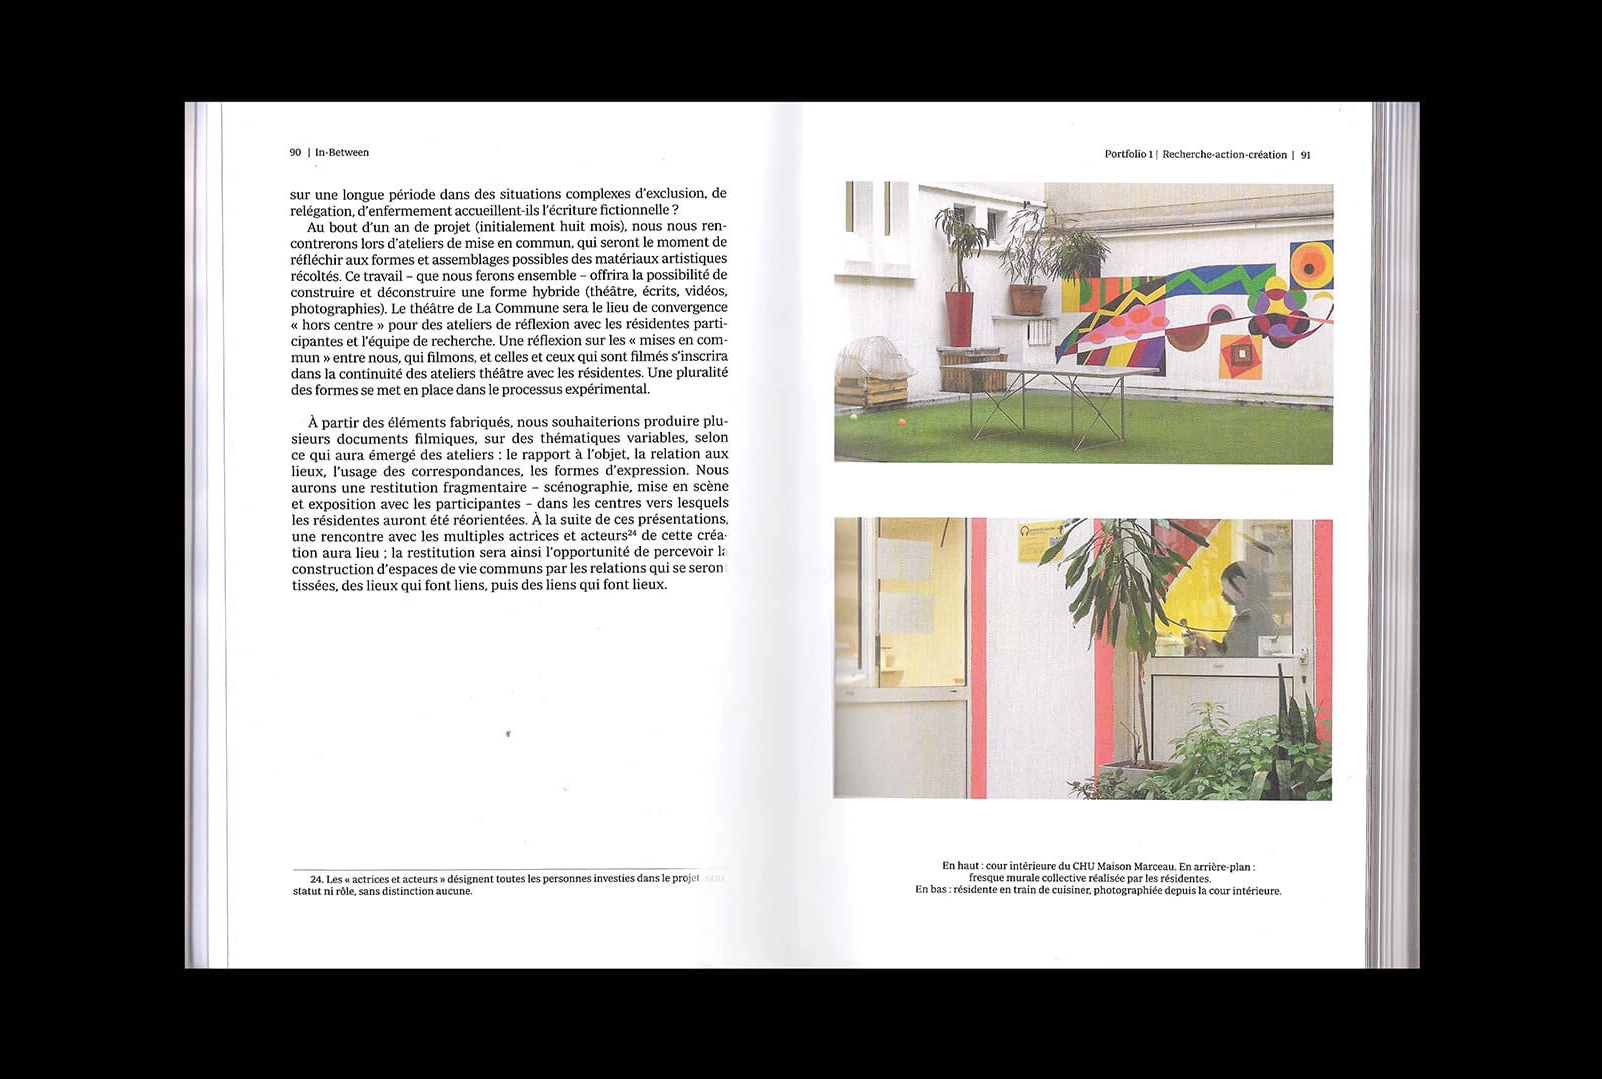 90 | In-Between
sur une longue période dans des situations complexes d'exclusion, de
relégation, d'enfermement accueillent-ils l'écriture fictionnelle ?
Au bout d'un an de projet (initialement huit mois), nous nous ren-
contrerons lors d'ateliers de mise en commun, qui seront le moment de
réfléchir aux formes et assemblages possibles des matériaux artistiques
récoltés. Ce travail – que nous ferons ensemble – offrira la possibilité de
construire et déconstruire une forme hybride (théâtre, écrits, vidéos,
photographies). Le théâtre de La Commune sera le lieu de convergence
« hors centre » pour des ateliers de réflexion avec les résidentes parti-
cipantes et l'équipe de recherche. Une réflexion sur les « mises en com-
mun » entre nous, qui filmons, et celles et ceux qui sont filmés s'inscrira
dans la continuité des ateliers théâtre avec les résidentes. Une pluralité
des formes se met en place dans le processus expérimental.
À partir des éléments fabriqués, nous souhaiterions produire plu-
sieurs documents filmiques, sur des thématiques variables, selon
ce qui aura émergé des ateliers : le rapport à l'objet, la relation aux
lieux, l'usage des correspondances, les formes d'expression. Nous
aurons une restitution fragmentaire – scénographie, mise en scène
et exposition avec les participantes – dans les centres vers lesquels
les résidentes auront été réorientées. À la suite de ces présentations,
une rencontre avec les multiples actrices et acteurs24 de cette créa-
tion aura lieu ; la restitution sera ainsi l'opportunité de percevoir la
construction d'espaces de vie communs par les relations qui se seront
tissées, des lieux qui font liens, puis des liens qui font lieux.
24. Les « actrices et acteurs » désignent toutes les personnes investies dans le projet, sans
statut ni rôle, sans distinction aucune.
Portfolio 1 | Recherche-action-création | 91
En haut : cour intérieure du CHU Maison Marceau. En arrière-plan :
fresque murale collective réalisée par les résidentes.
En bas : résidente en train de cuisiner, photographiée depuis la cour intérieure.